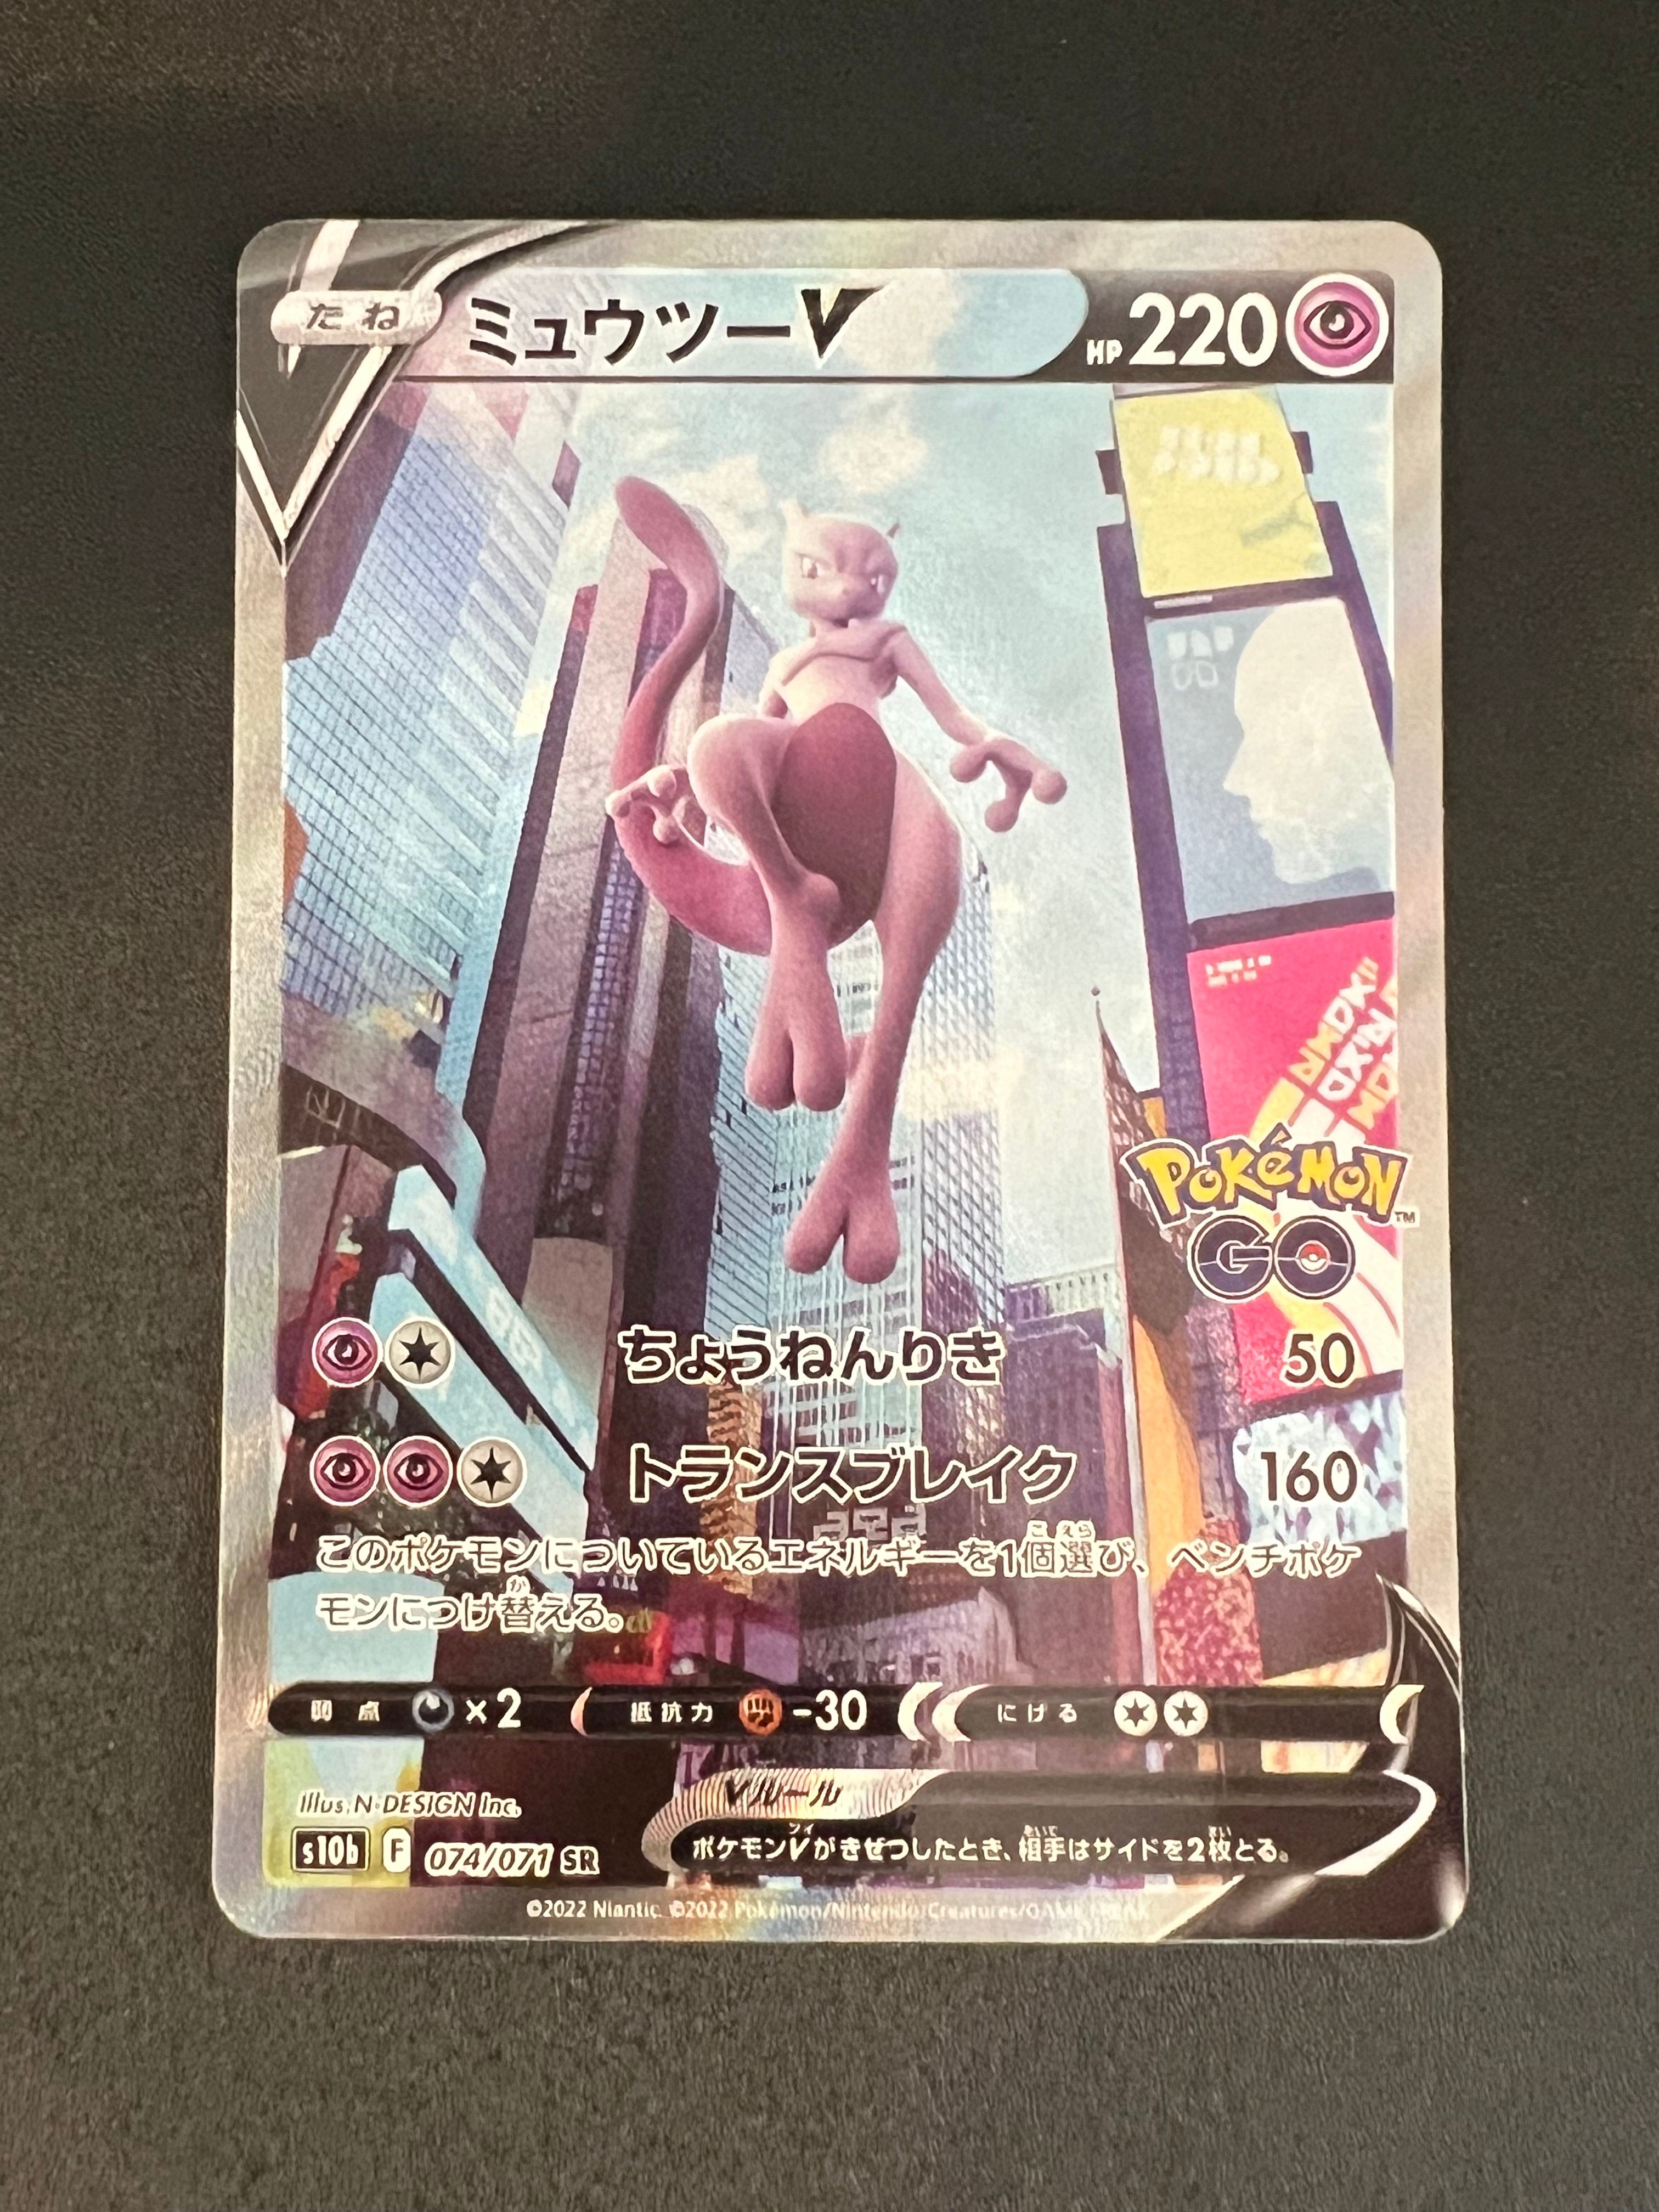 たね ミュウツーV HP 220
POKéMON™
GO
ちょうねんりき 50
トランスブレイク 160
このポケモンについているエネルギーを1個選び、ベンチポケ
モンにつけ替える。
弱点 ×2 抵抗力 -30 にげる
Illus. N-DESIGN Inc.
Vルール
ポケモンVがきぜつしたとき、相手はサイドを2枚とる。
s10b F 074/071 SR
©2022 Niantic. ©2022 Pokémon/Nintendo/Creatures/GAME FREAK